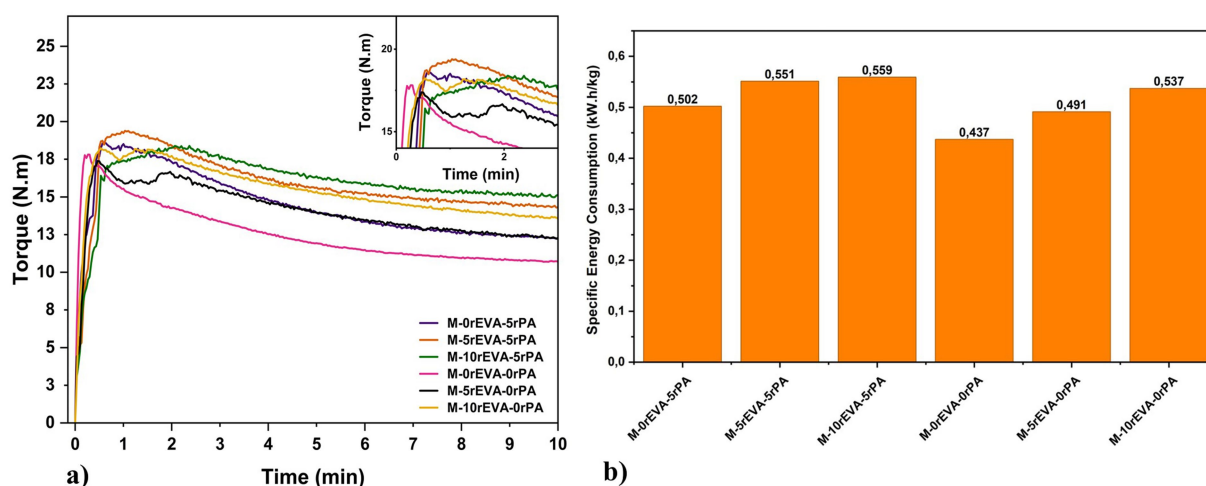 Torque (N.m)
25
23
20
18
15
13
10
8
5
3
0
0 1 2 3 4 5 6 7 8 9 10
Time (min)
a)
Torque (N.m)
20
15
0 2
Time (min)
M-0rEVA-5rPA
M-5rEVA-5rPA
M-10rEVA-5rPA
M-0rEVA-0rPA
M-5rEVA-0rPA
M-10rEVA-0rPA
Specific Energy Consumption (kW.h/kg)
0,6
0,5
0,4
0,3
0,2
0,1
0,0
0,502
0,551
0,559
0,437
0,491
0,537
M-0rEVA-5rPA
M-5rEVA-5rPA
M-10rEVA-5rPA
M-0rEVA-0rPA
M-5rEVA-0rPA
M-10rEVA-0rPA
b)